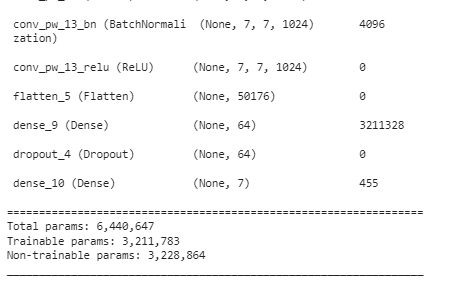 conv_pw_13_bn (BatchNormali (None, 7, 7, 1024) 4096
zation)
conv_pw_13_relu (ReLU) (None, 7, 7, 1024) 0
flatten_5 (Flatten) (None, 50176) 0
dense_9 (Dense) (None, 64) 3211328
dropout_4 (Dropout) (None, 64) 0
dense_10 (Dense) (None, 7) 455
=================================================================
Total params: 6,440,647
Trainable params: 3,211,783
Non-trainable params: 3,228,864
_________________________________________________________________